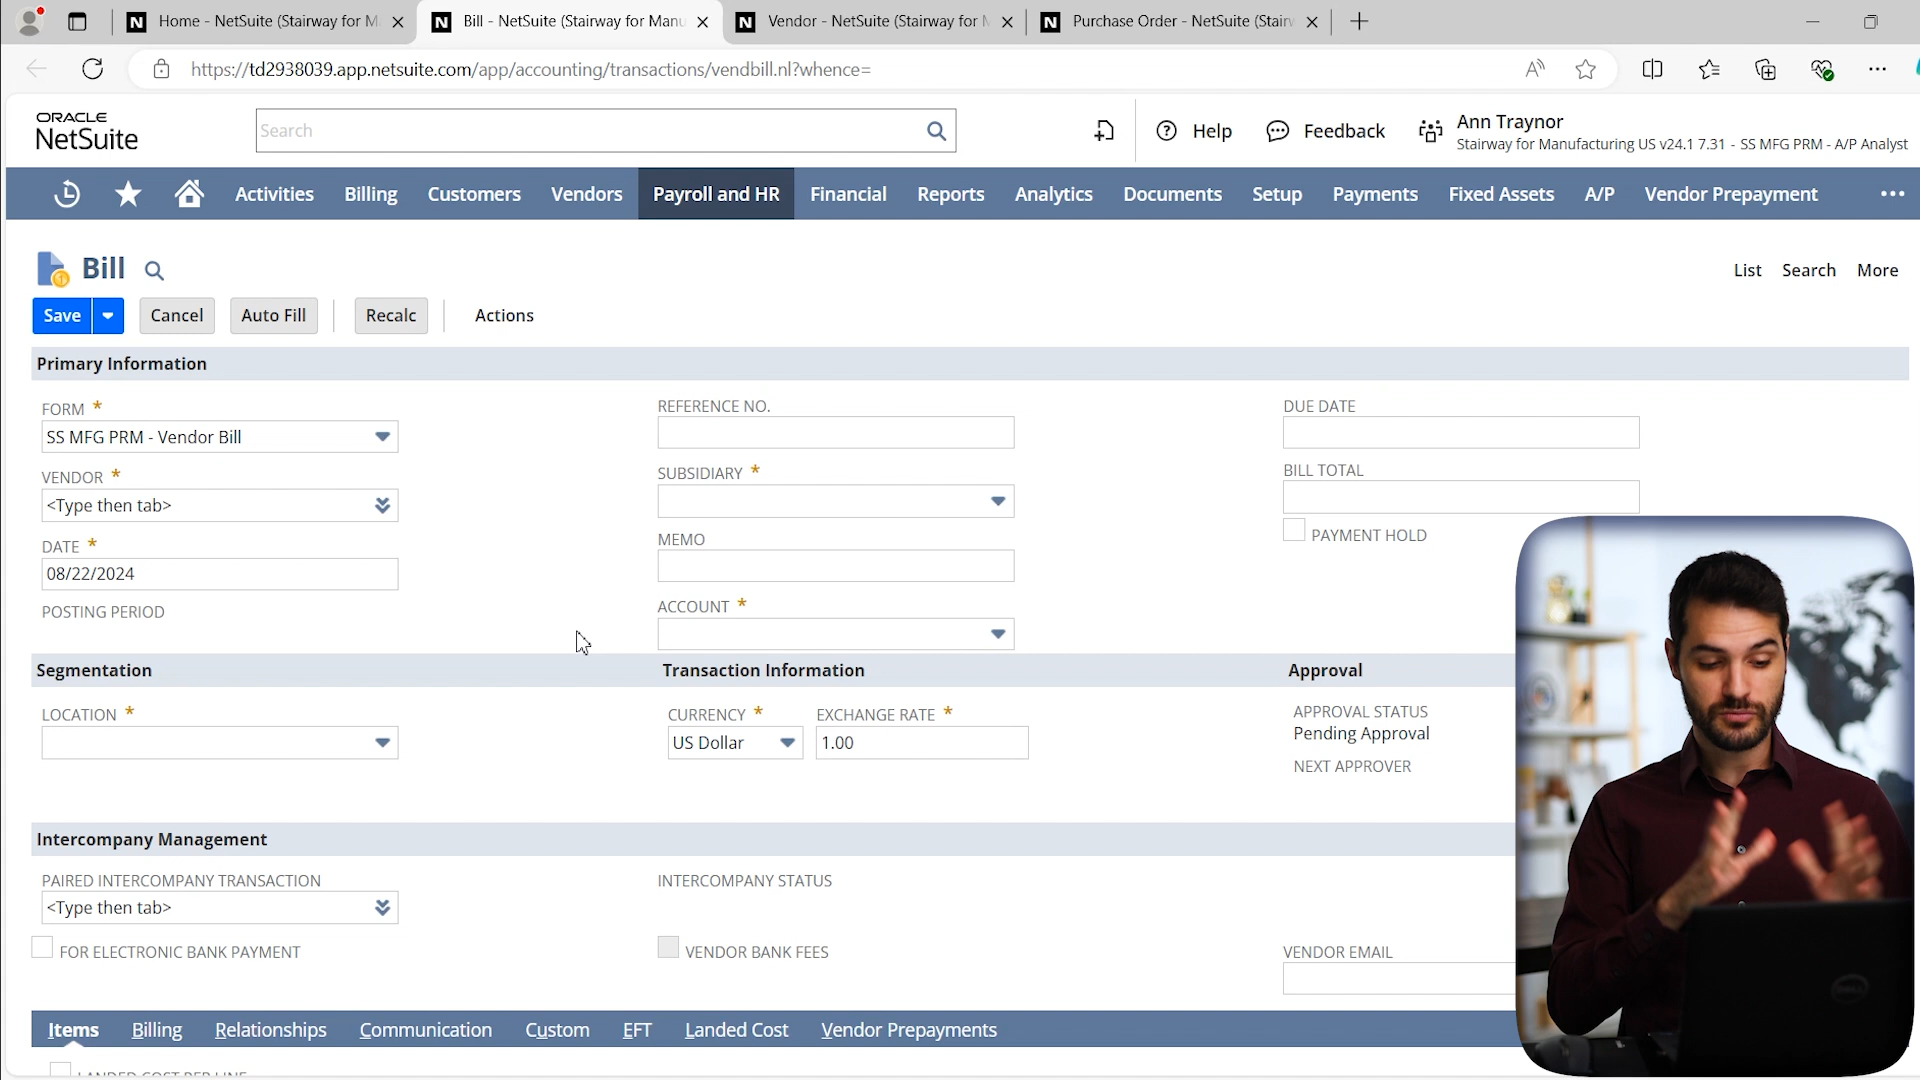 Home - NetSuite (Stairway for M
Bill - NetSuite (Stairway for Manu
Vendor - NetSuite (Stairway for M
Purchase Order - NetSuite (Stair
https://td2938039.app.netsuite.com/app/accounting/transactions/vendbill.nl?whence=
ORACLE
NetSuite
Search
Help
Feedback
Ann Traynor
Stairway for Manufacturing US v24.1 7.31 - SS MFG PRM - A/P Analyst
Activities
Billing
Customers
Vendors
Payroll and HR
Financial
Reports
Analytics
Documents
Setup
Payments
Fixed Assets
A/P
Vendor Prepayment
Bill
List
Search
More
Save
Cancel
Auto Fill
Recalc
Actions
Primary Information
FORM *
SS MFG PRM - Vendor Bill
VENDOR *
<Type then tab>
DATE *
08/22/2024
POSTING PERIOD
REFERENCE NO.
SUBSIDIARY *
MEMO
ACCOUNT *
DUE DATE
BILL TOTAL
PAYMENT HOLD
Segmentation
LOCATION *
Transaction Information
CURRENCY *
US Dollar
EXCHANGE RATE *
1.00
Approval
APPROVAL STATUS
Pending Approval
NEXT APPROVER
Intercompany Management
PAIRED INTERCOMPANY TRANSACTION
<Type then tab>
FOR ELECTRONIC BANK PAYMENT
INTERCOMPANY STATUS
VENDOR BANK FEES
VENDOR EMAIL
Items
Billing
Relationships
Communication
Custom
EFT
Landed Cost
Vendor Prepayments
LANDED COST PER LINE